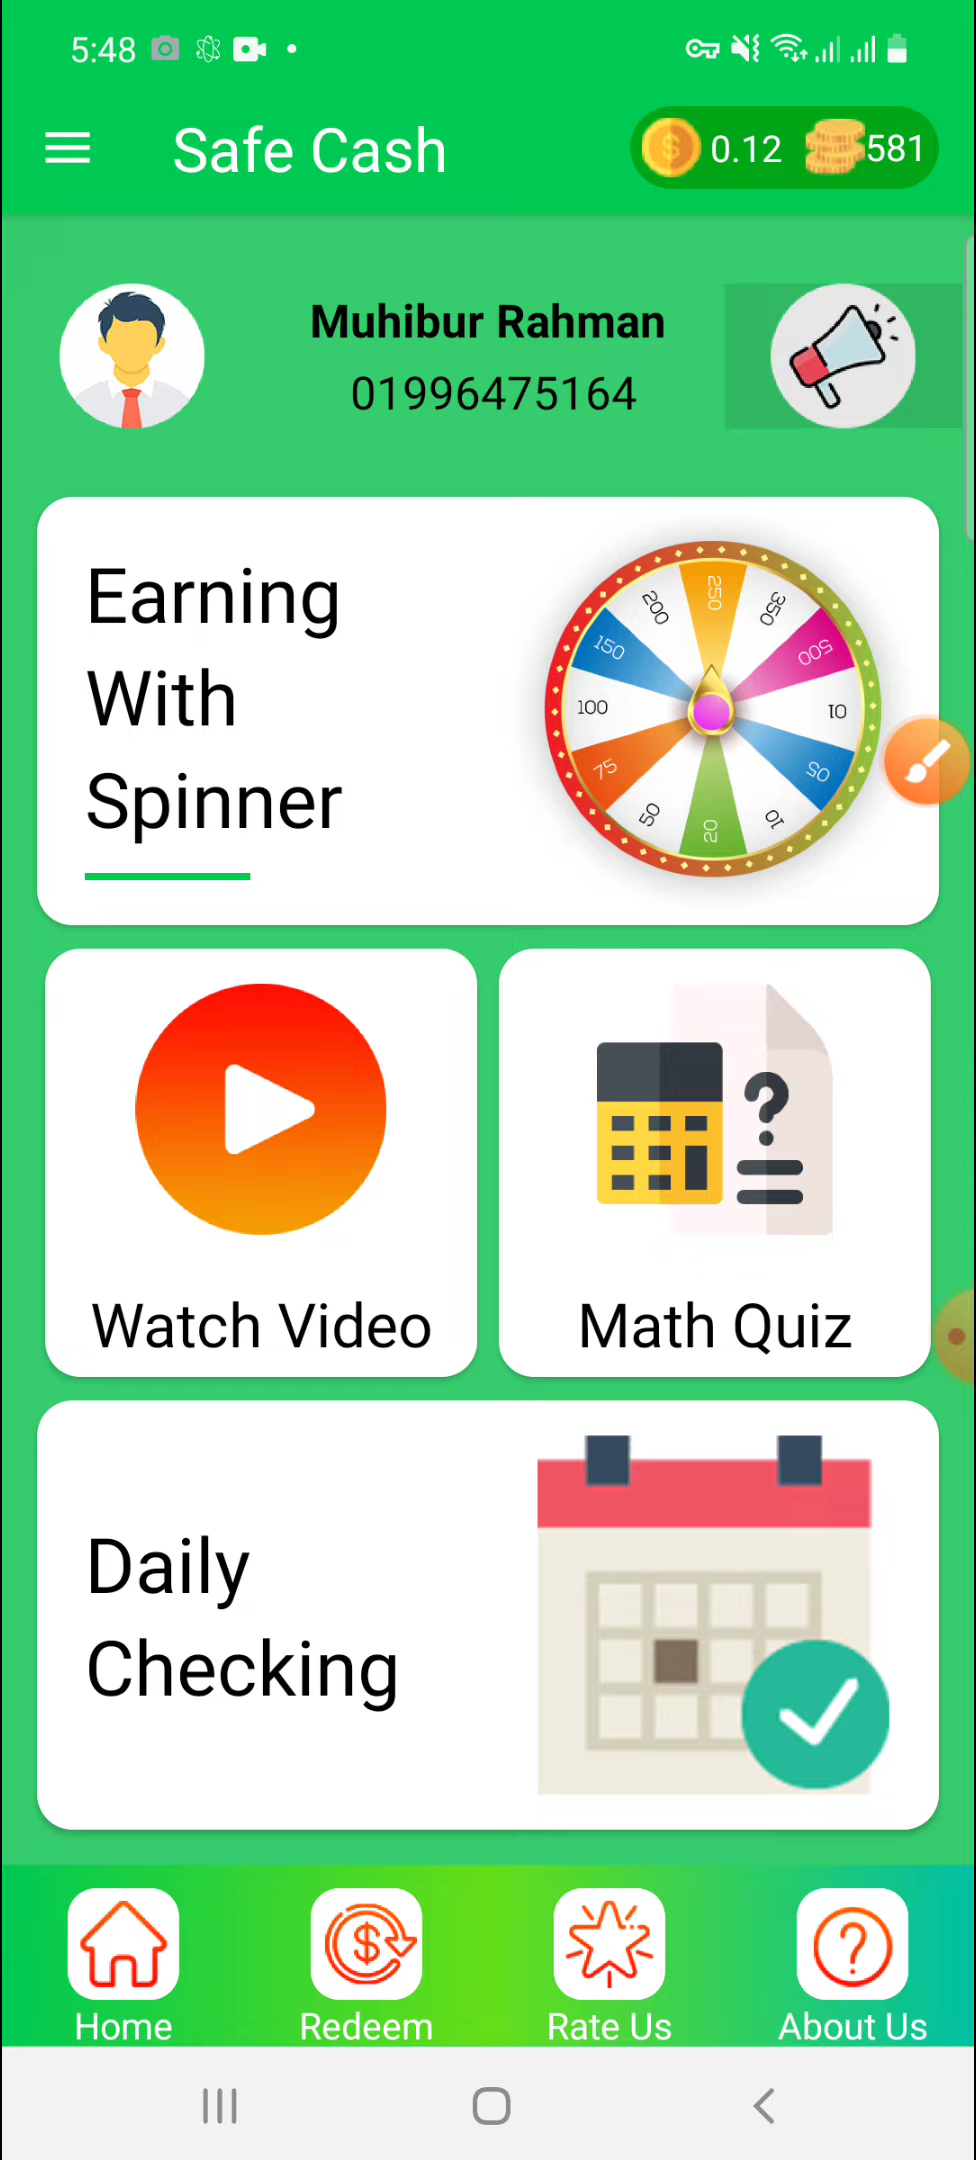 5:48
Safe Cash
0.12
581
Muhibur Rahman
01996475164
Earning
With
Spinner
250
350
500
10
50
10
20
50
75
100
150
200
Watch Video
Math Quiz
Daily
Checking
Home
Redeem
Rate Us
About Us